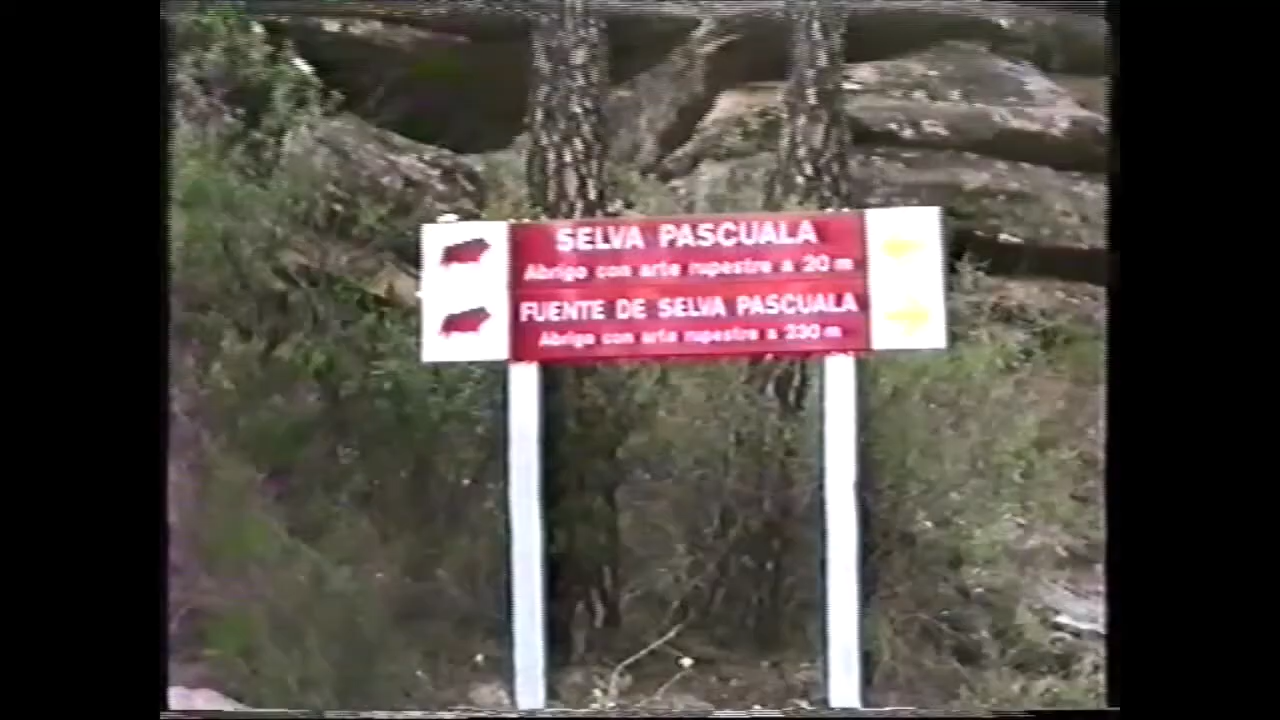 SELVA PASCUALA
Abrigo con arte rupestre a 20 m
FUENTE DE SELVA PASCUALA
Abrigo con arte rupestre a 230 m